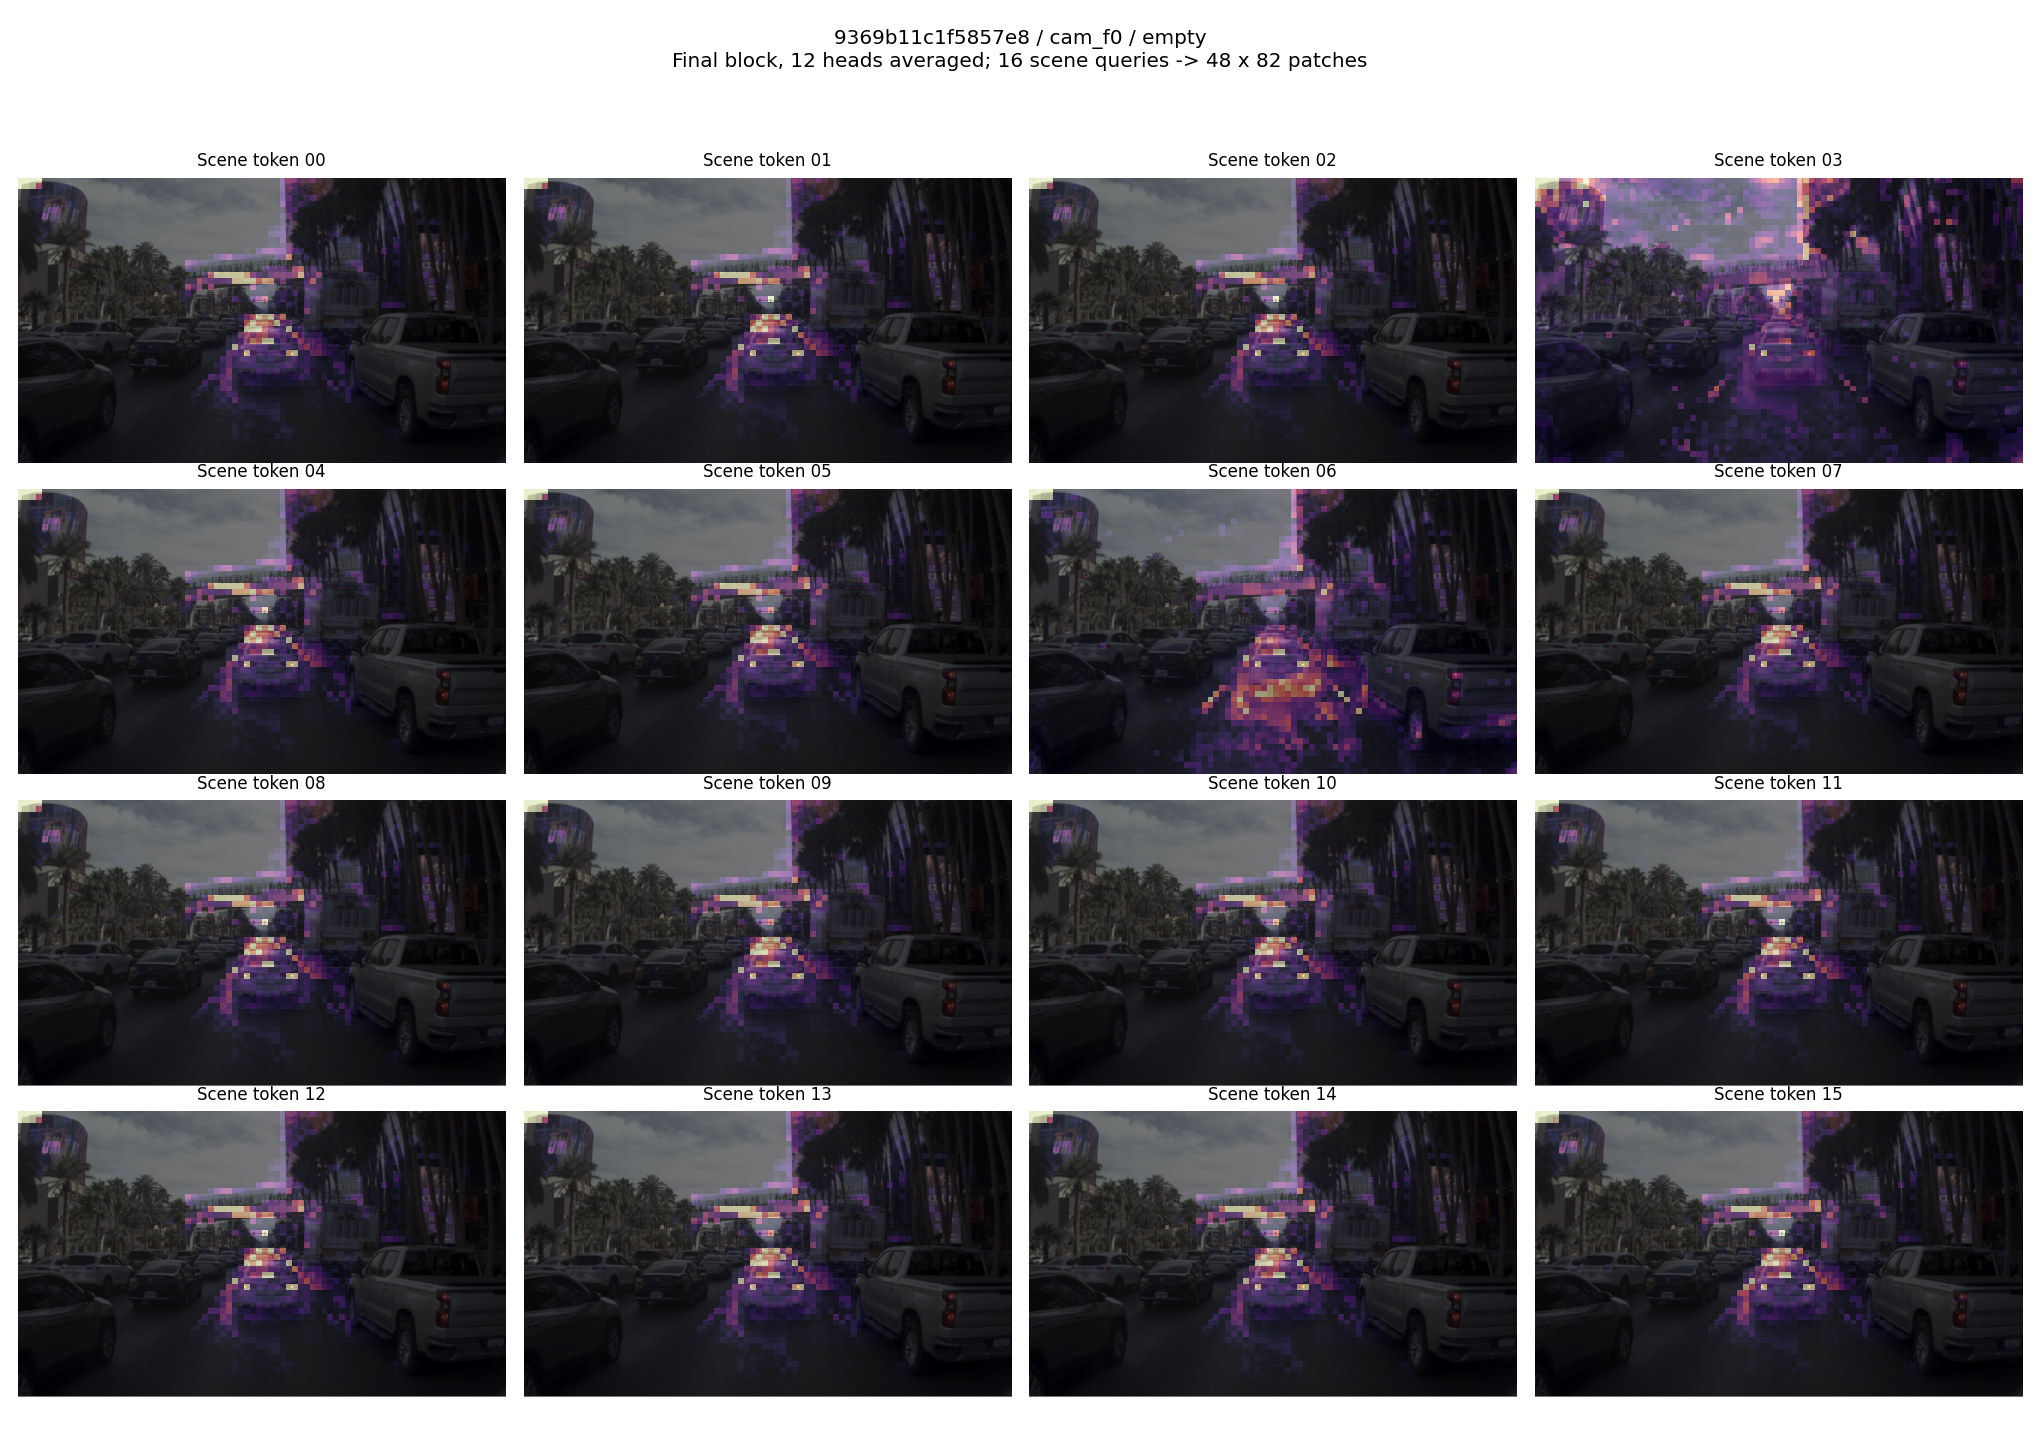 9369b11c1f5857e8 / cam_f0 / empty
Final block, 12 heads averaged; 16 scene queries -> 48 x 82 patches
Scene token 00
Scene token 01
Scene token 02
Scene token 03
Scene token 04
Scene token 05
Scene token 06
Scene token 07
Scene token 08
Scene token 09
Scene token 10
Scene token 11
Scene token 12
Scene token 13
Scene token 14
Scene token 15